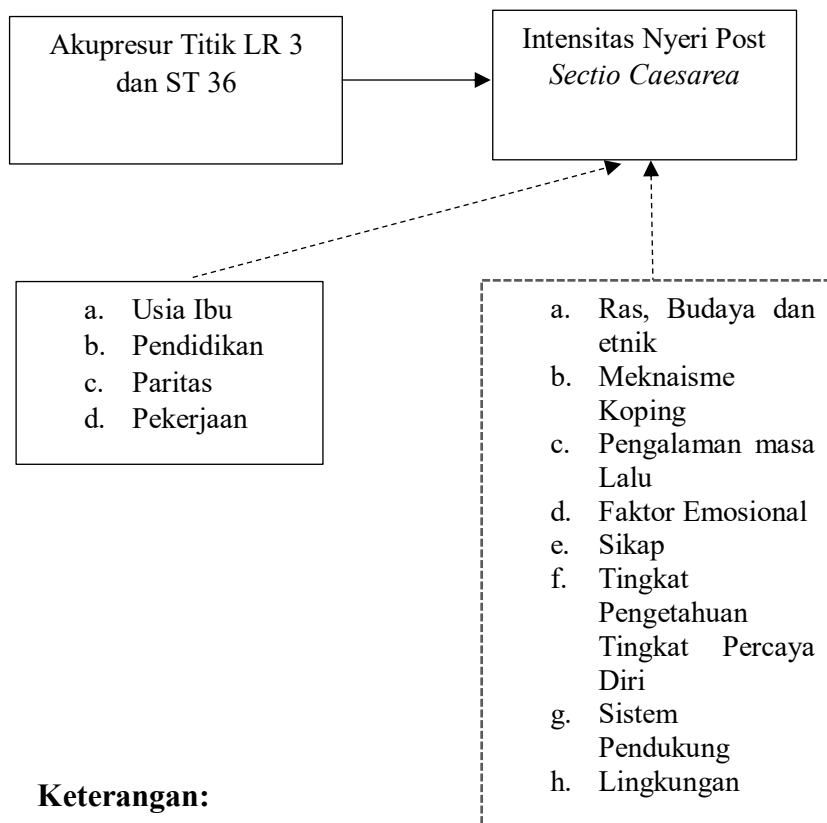 Akupresur Titik LR 3
dan ST 36
Intensitas Nyeri Post
Sectio Caesarea
a. Usia Ibu
b. Pendidikan
c. Paritas
d. Pekerjaan
a. Ras, Budaya dan
etnik
b. Meknaisme
Koping
c. Pengalaman masa
Lalu
d. Faktor Emosional
e. Sikap
f. Tingkat
Pengetahuan
Tingkat Percaya
Diri
g. Sistem
Pendukung
h. Lingkungan
Keterangan: